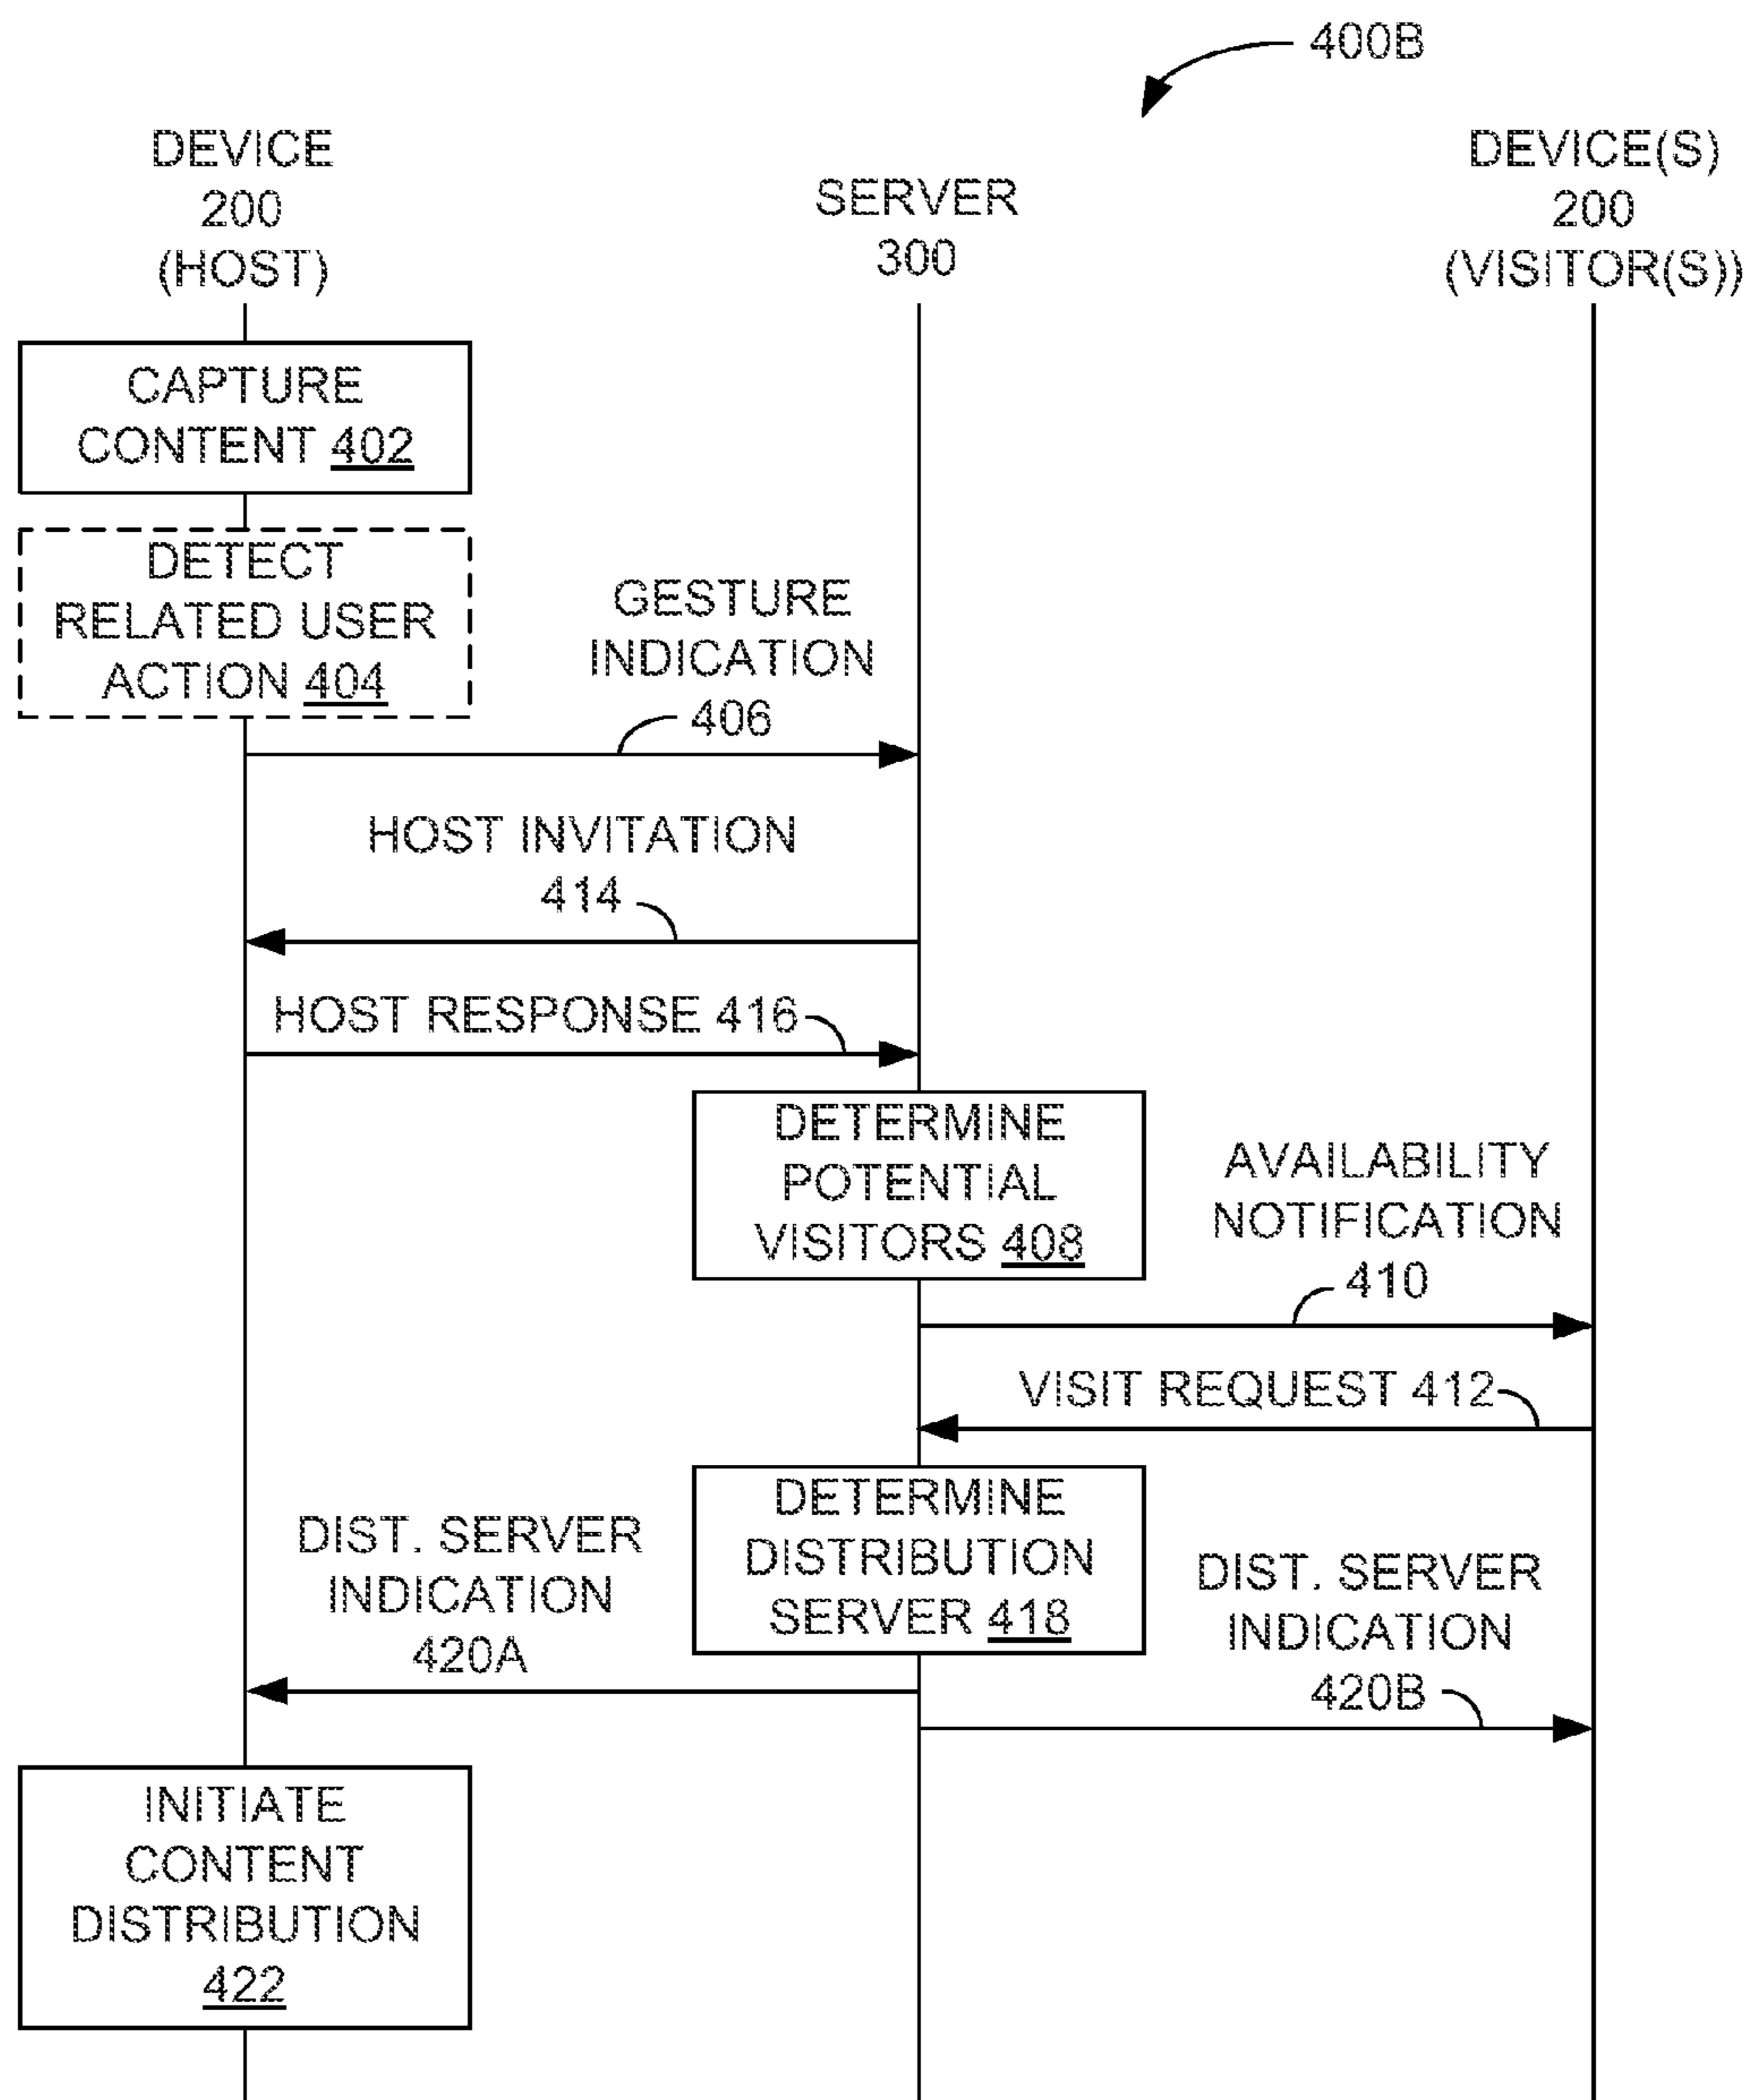 400B
DEVICE
200
(HOST)
SERVER
300
DEVICE(S)
200
(VISITOR(S))
CAPTURE
CONTENT 402
DETECT
RELATED USER
ACTION 404
GESTURE
INDICATION
406
HOST INVITATION
414
HOST RESPONSE 416
DETERMINE
POTENTIAL
VISITORS 408
AVAILABILITY
NOTIFICATION
410
VISIT REQUEST 412
DETERMINE
DISTRIBUTION
SERVER 418
DIST. SERVER
INDICATION
420A
DIST. SERVER
INDICATION
420B
INITIATE
CONTENT
DISTRIBUTION
422